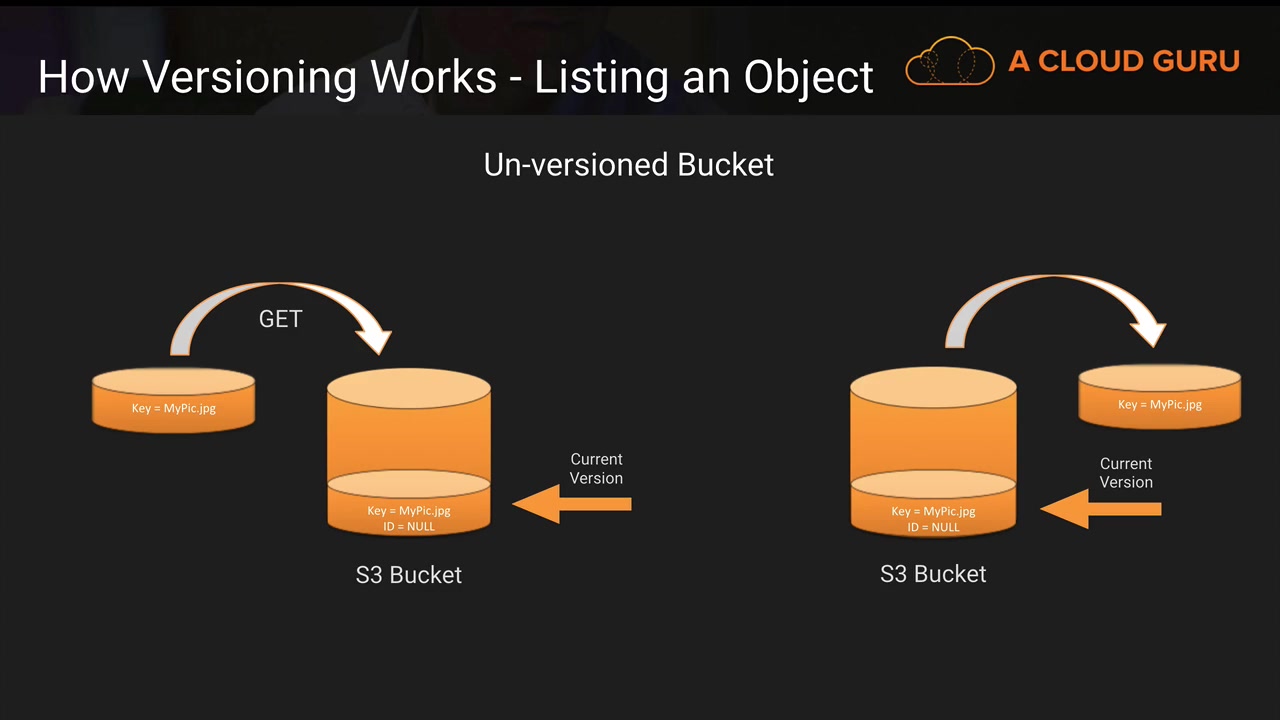 How Versioning Works - Listing an Object
A CLOUD GURU
Un-versioned Bucket
GET
Key = MyPic.jpg
Current
Version
Key = MyPic.jpg
ID = NULL
S3 Bucket
Key = MyPic.jpg
Current
Version
Key = MyPic.jpg
ID = NULL
S3 Bucket